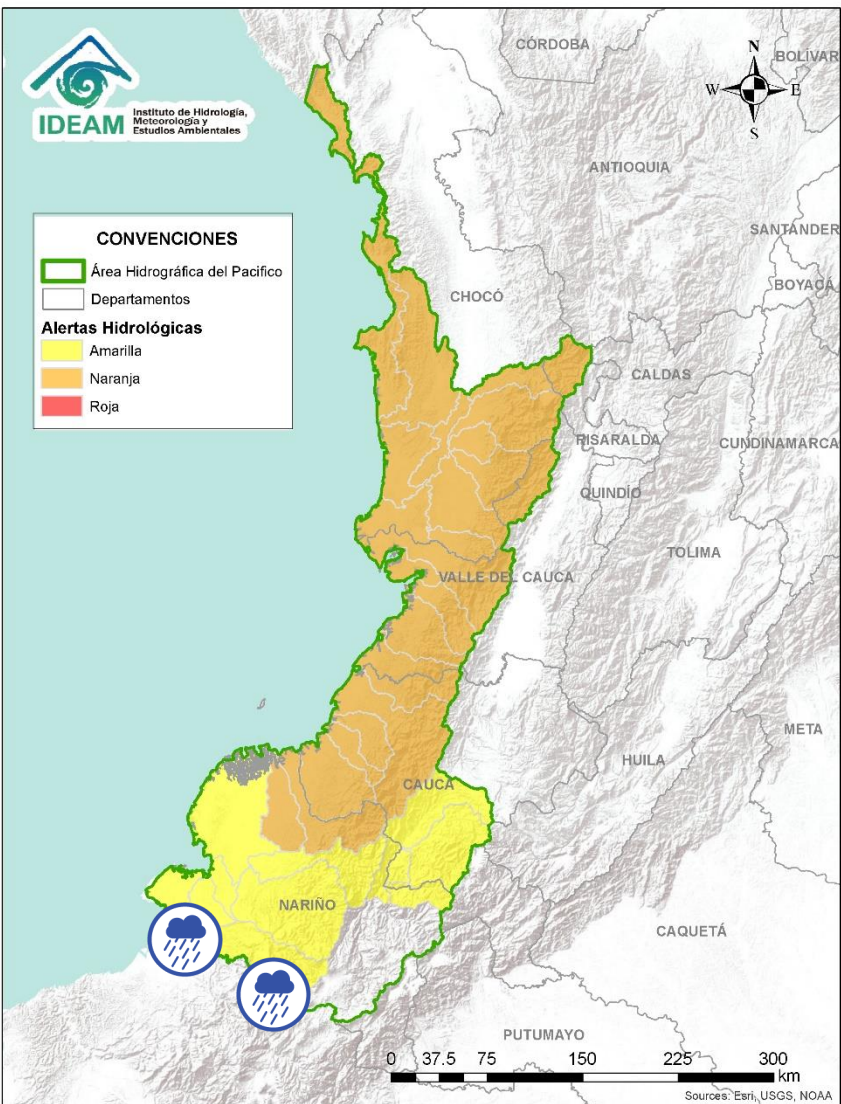 IDEAM
Instituto de Hidrología,
Meteorología y
Estudios Ambientales
CONVENCIONES
Área Hidrográfica del Pacifico
Departamentos
Alertas Hidrológicas
Amarilla
Naranja
Roja
N
W
E
S
CÓRDOBA
BOLÍVAR
ANTIOQUIA
SANTANDER
BOYACÁ
CHOCÓ
CALDAS
RISARALDA
CUNDINAMARCA
QUINDÍO
TOLIMA
VALLE DEL CAUCA
META
HUILA
CAUCA
NARIÑO
CAQUETÁ
PUTUMAYO
0 37.5 75 150 225 300
km
Sources: Esri, USGS, NOAA